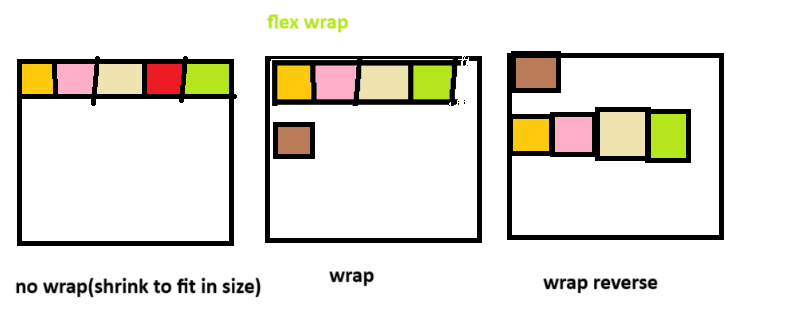 flex wrap
no wrap(shrink to fit in size)
wrap
wrap reverse